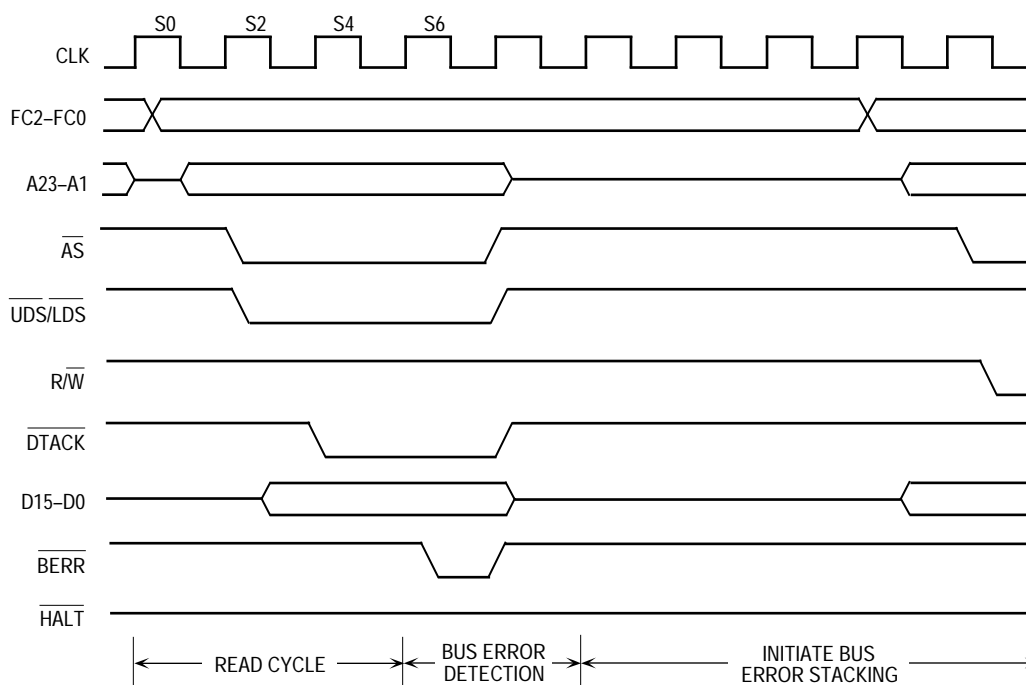 S0 S2 S4 S6
CLK
FC2–FC0
A23–A1
AS
UDS/LDS
R/W
DTACK
D15–D0
BERR
HALT
READ CYCLE
BUS ERROR
DETECTION
INITIATE BUS
ERROR STACKING